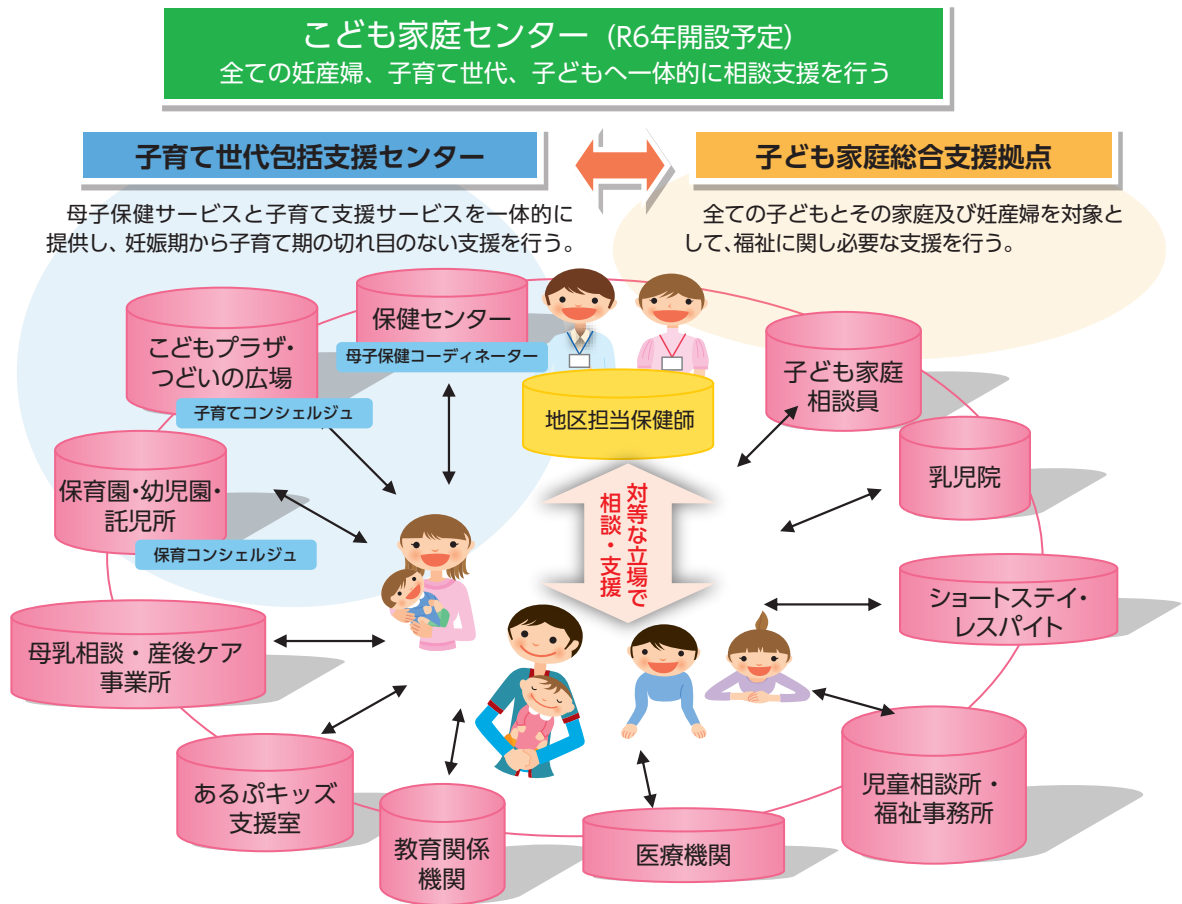 こども家庭センター（R6年開設予定）
全ての妊産婦、子育て世代、子どもへ一体的に相談支援を行う
子育て世代包括支援センター
子ども家庭総合支援拠点
母子保健サービスと子育て支援サービスを一体的に
提供し、妊娠期から子育て期の切れ目のない支援を行う。
全ての子どもとその家庭及び妊産婦を対象と
して、福祉に関し必要な支援を行う。
保健センター
母子保健コーディネーター
こどもプラザ・
つどいの広場
子育てコンシェルジュ
地区担当保健師
子ども家庭
相談員
保育園・幼児園・
託児所
保育コンシェルジュ
乳児院
対等な立場で
相談・支援
ショートステイ・
レスパイト
母乳相談・産後ケア
事業所
児童相談所・
福祉事務所
あるぷキッズ
支援室
教育関係
機関
医療機関